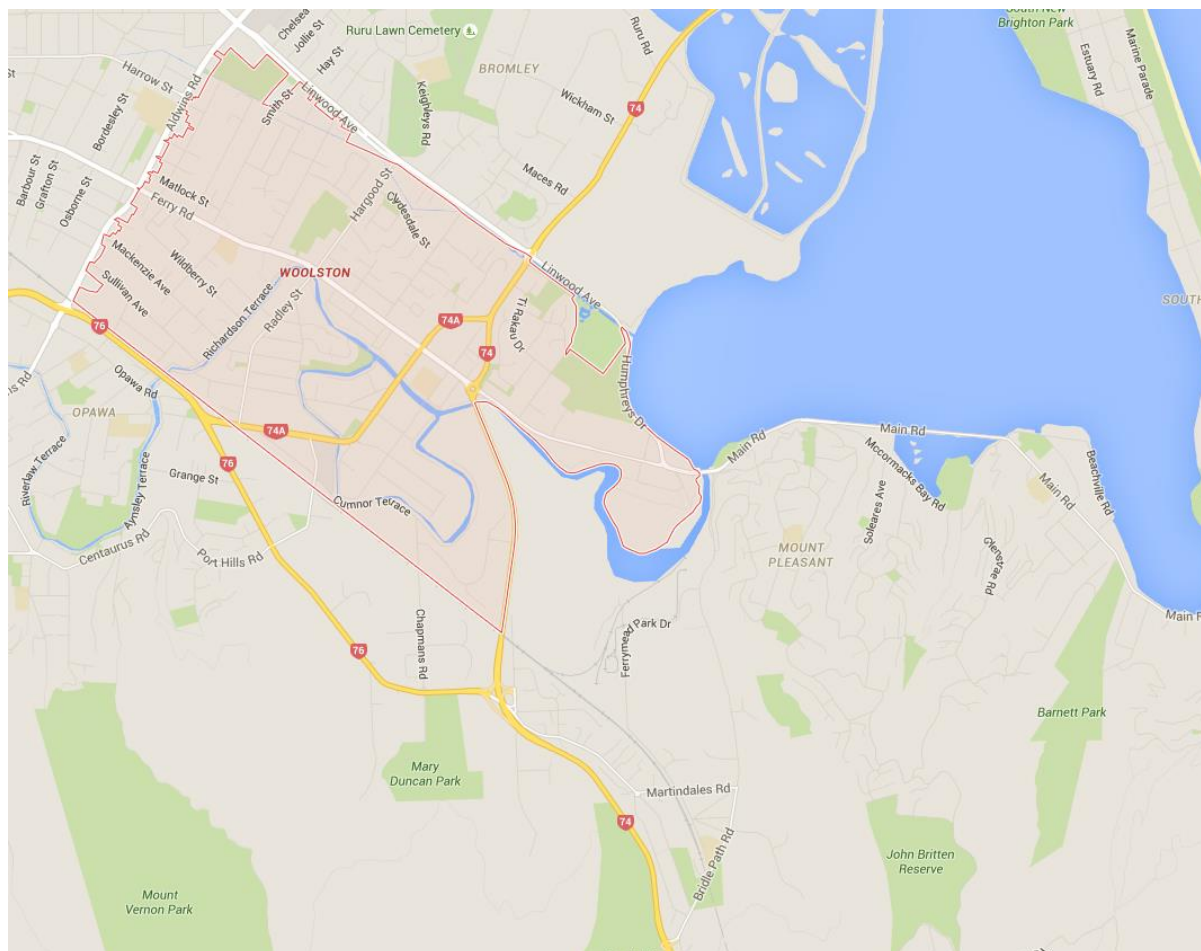 South New
Brighton Park
Chelsea
Jollie St
Ruru Lawn Cemetery
Ruru Rd
Hay St
Harrow St
Aldwins Rd
BROMLEY
Estuary Rd
Marine Parade
Keighleys Rd
Linwood Ave
Smith St
Wickham St
74
Bordesley St
Barbour St
Grafton St
Osborne St
Matlock St
Ferry Rd
Hargood St
Clydesdale St
Maces Rd
Mackenzie Ave
Wildberry St
Sullivan Ave
WOOLSTON
Linwood Ave
SOUTH
76
Richardson Terrace
Radley St
74A
74
Ti Rakau Dr
Humphreys Dr
Opawa Rd
OPAWA
74A
76
Main Rd
Main Rd
Mccormacks Bay Rd
Main Rd
Beachville Rd
Riverlaw Terrace
Aynsley Terrace
Grange St
Cumnor Terrace
Centaurus Rd
Port Hills Rd
MOUNT
PLEASANT
Soleares Ave
Glenstrae Rd
Main R
Chapmans Rd
Ferrymead Park Dr
76
Barnett Park
Mary
Duncan Park
Martindales Rd
74
Bridle Path Rd
John Britten
Reserve
Mount
Vernon Park